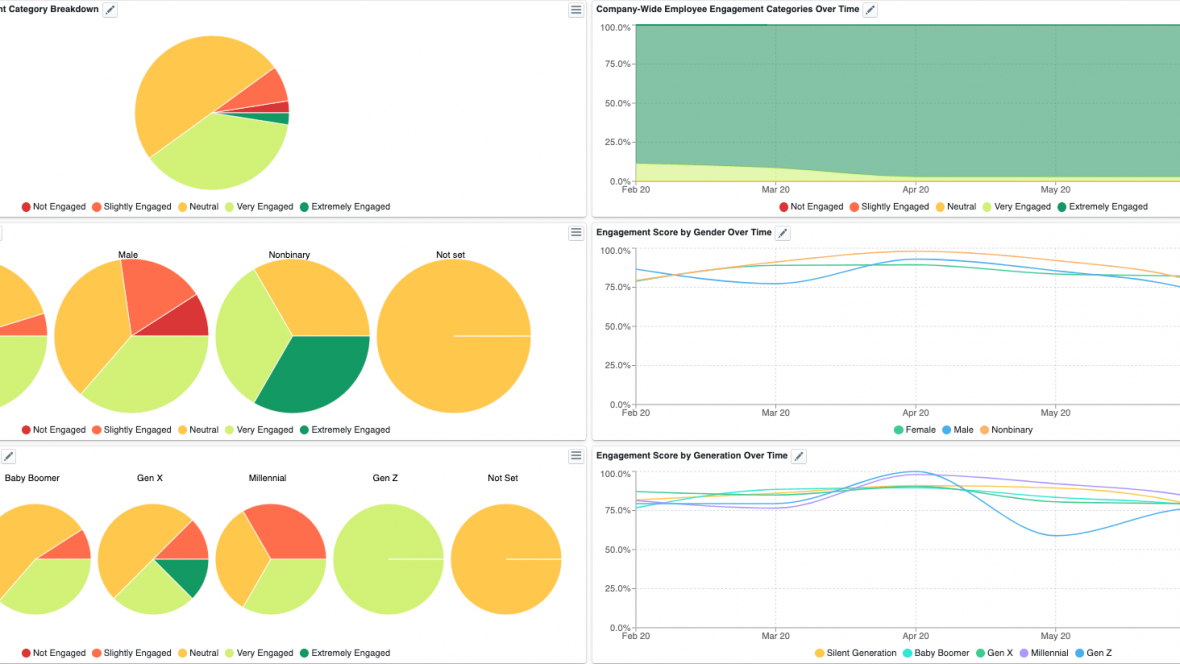 nt Category Breakdown
Not Engaged Slightly Engaged Neutral Very Engaged Extremely Engaged
Company-Wide Employee Engagement Categories Over Time
100.0%
75.0%
50.0%
25.0%
0.0%
Feb 20 Mar 20 Apr 20 May 20
Not Engaged Slightly Engaged Neutral Very Engaged Extremely Engaged
Male Nonbinary Not set
Not Engaged Slightly Engaged Neutral Very Engaged Extremely Engaged
Engagement Score by Gender Over Time
100.0%
75.0%
50.0%
25.0%
0.0%
Feb 20 Mar 20 Apr 20 May 20
Female Male Nonbinary
Baby Boomer Gen X Millennial Gen Z Not Set
Not Engaged Slightly Engaged Neutral Very Engaged Extremely Engaged
Engagement Score by Generation Over Time
100.0%
75.0%
50.0%
25.0%
0.0%
Feb 20 Mar 20 Apr 20 May 20
Silent Generation Baby Boomer Gen X Millennial Gen Z